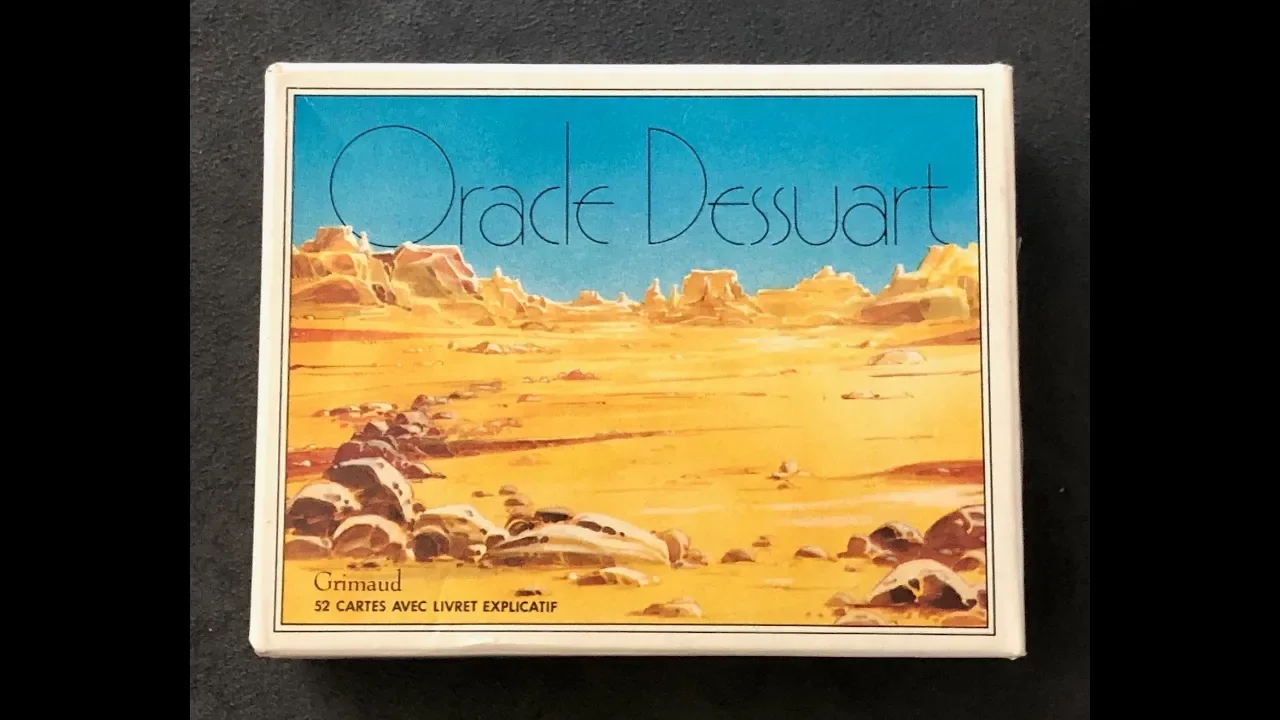 Oracle Dessuart
Grimaud
52 CARTES AVEC LIVRET EXPLICATIF